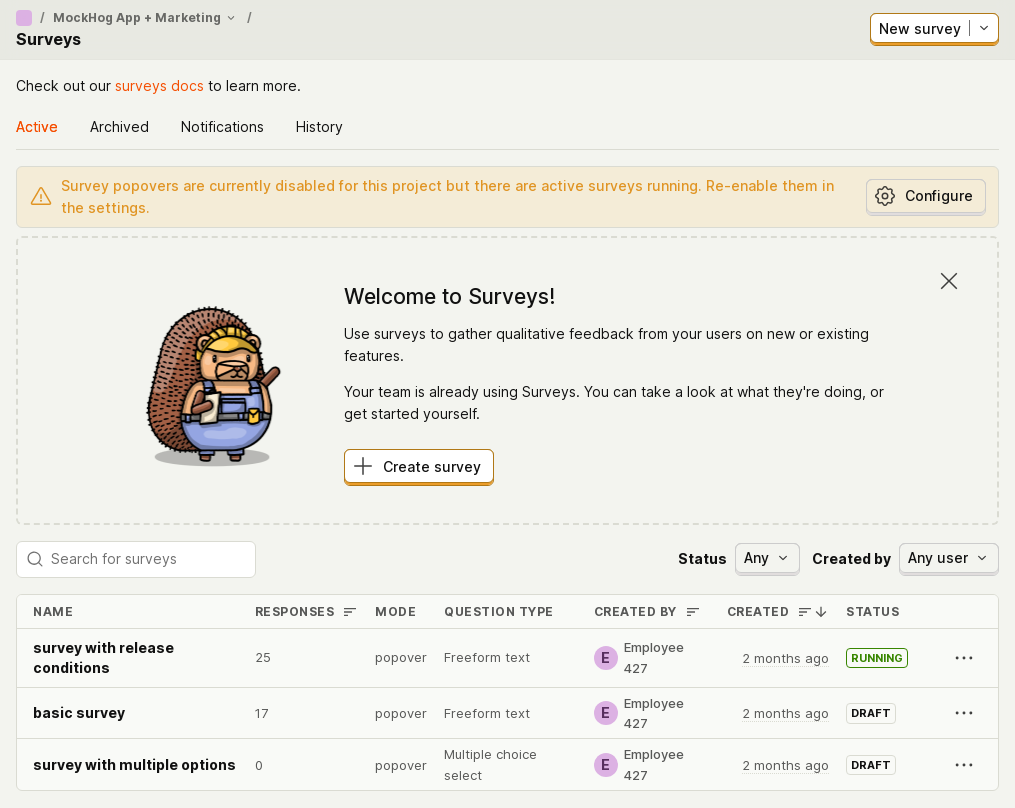 / MockHog App + Marketing /
Surveys
New survey
Check out our surveys docs to learn more.
Active Archived Notifications History
Survey popovers are currently disabled for this project but there are active surveys running. Re-enable them in
the settings.
Configure
Welcome to Surveys!
Use surveys to gather qualitative feedback from your users on new or existing
features.
Your team is already using Surveys. You can take a look at what they're doing, or
get started yourself.
Create survey
Search for surveys
Status Any Created by Any user
NAME RESPONSES MODE QUESTION TYPE CREATED BY CREATED STATUS
survey with release
conditions
25 popover Freeform text E Employee
427
2 months ago RUNNING
basic survey 17 popover Freeform text E Employee
427
2 months ago DRAFT
survey with multiple options 0 popover Multiple choice
select
E Employee
427
2 months ago DRAFT